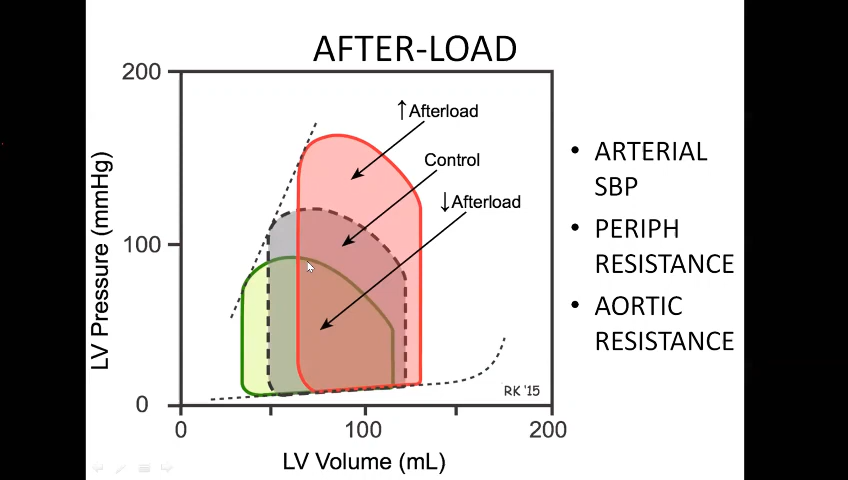 AFTER-LOAD
200
↑Afterload
Control
↓Afterload
100
0
LV Pressure (mmHg)
RK '15
0
100
200
LV Volume (mL)
• ARTERIAL
SBP
• PERIPH
RESISTANCE
• AORTIC
RESISTANCE